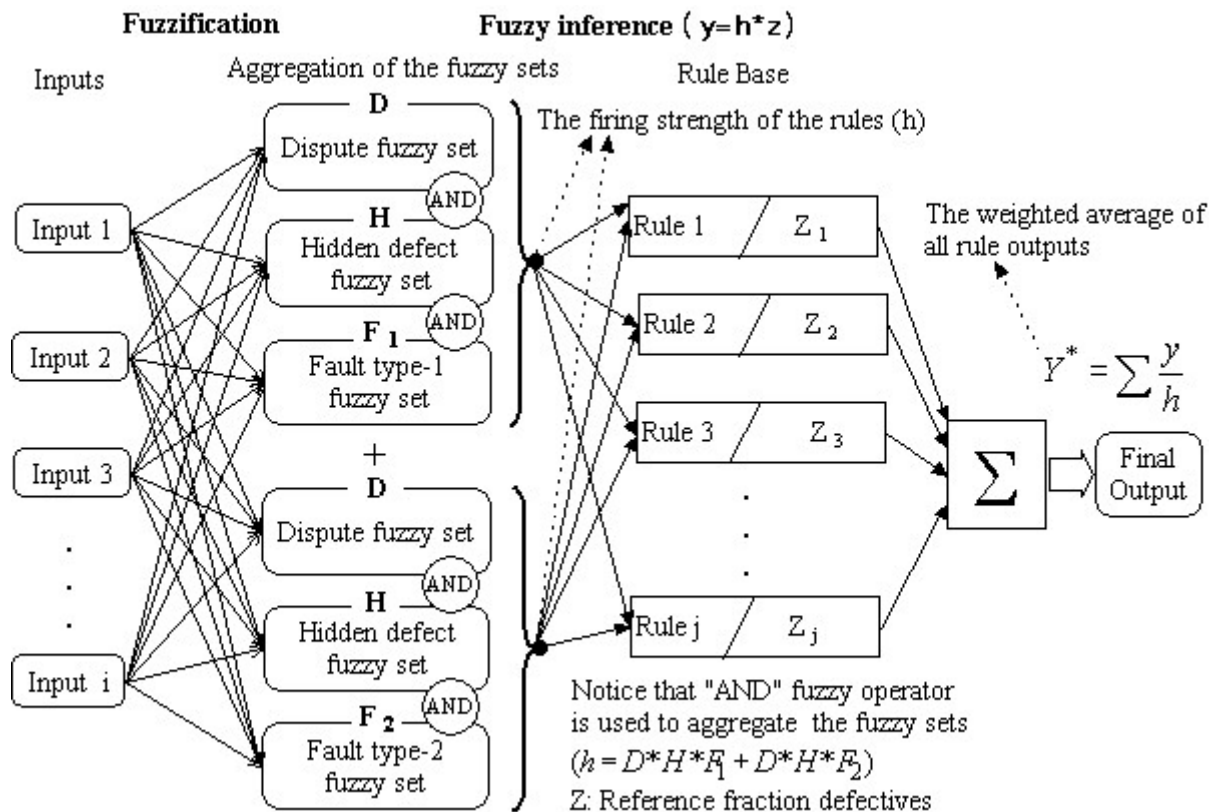 Fuzzification
Fuzzy inference ( y=h*z)
Inputs
Aggregation of the fuzzy sets
Rule Base
The firing strength of the rules (h)
D
Dispute fuzzy set
AND
H
Hidden defect
fuzzy set
AND
F 1
Fault type-1
fuzzy set
+
D
Dispute fuzzy set
AND
H
Hidden defect
fuzzy set
AND
F 2
Fault type-2
fuzzy set
Input 1
Input 2
Input 3
.
.
.
Input i
Rule 1 / Z 1
Rule 2 / Z 2
Rule 3 / Z 3
.
.
.
Rule j / Z j
The weighted average of
all rule outputs
Y* = ∑ y/h
∑
Final
Output
Notice that "AND" fuzzy operator
is used to aggregate the fuzzy sets
(h = D*H*F1 + D*H*F2)
Z: Reference fraction defectives